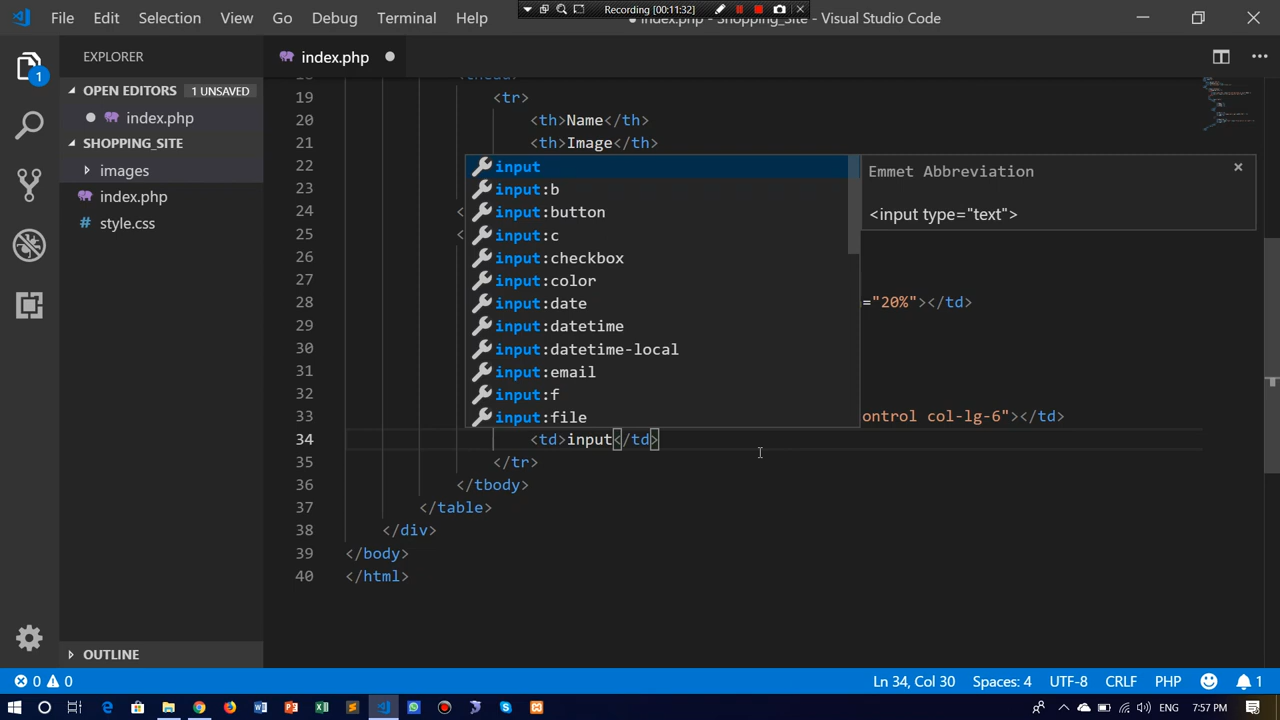 Recording [00:11:32]
File Edit Selection View Go Debug Terminal Help
index.php - Shopping_Site - Visual Studio Code
EXPLORER
index.php
OPEN EDITORS 1 UNSAVED
index.php
SHOPPING_SITE
images
index.php
style.css
OUTLINE
1
19 <tr>
20 <th>Name</th>
21 <th>Image</th>
22
23
24 <
25 <
26
27
28 ="20%"></td>
29
30
31
32
33 ontrol col-lg-6"></td>
34 <td>input</td>
35 </tr>
36 </tbody>
37 </table>
38 </div>
39 </body>
40 </html>
input
input:b
input:button
input:c
input:checkbox
input:color
input:date
input:datetime
input:datetime-local
input:email
input:f
input:file
Emmet Abbreviation
<input type="text">
0 0 Ln 34, Col 30 Spaces: 4 UTF-8 CRLF PHP 1
7:57 PM